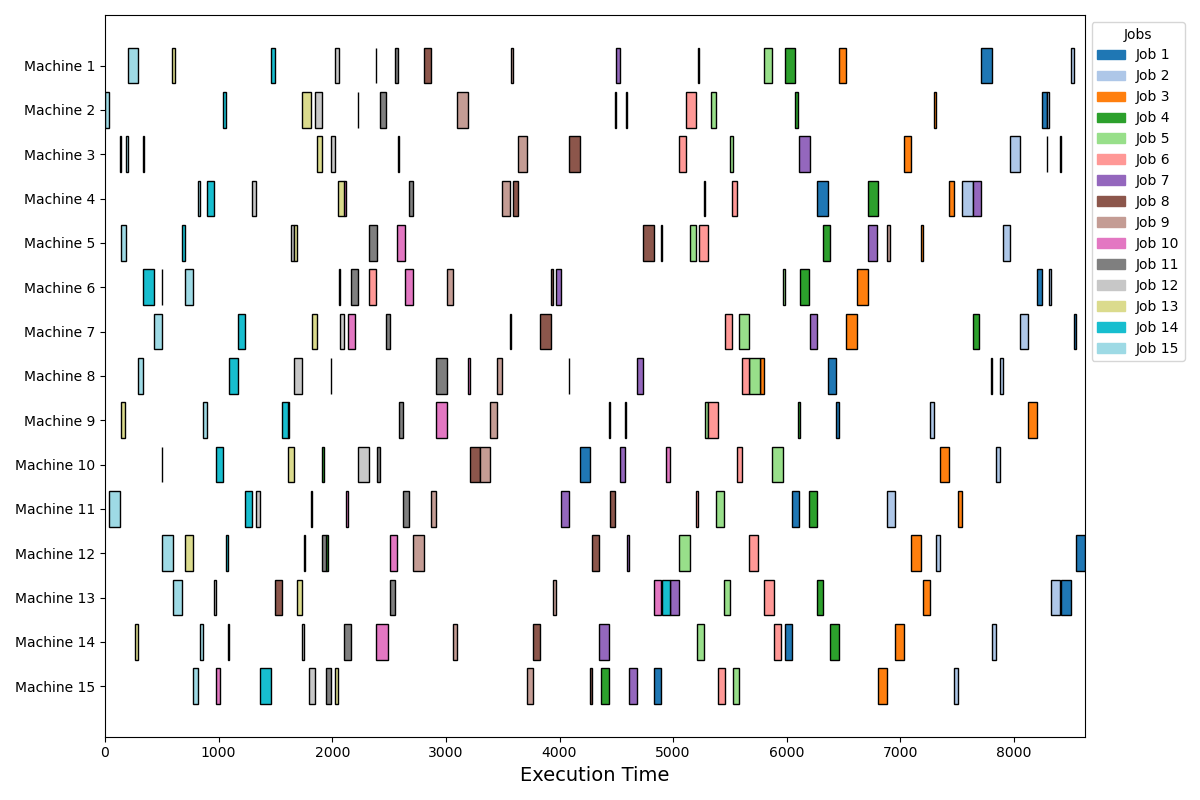 Machine 1
Machine 2
Machine 3
Machine 4
Machine 5
Machine 6
Machine 7
Machine 8
Machine 9
Machine 10
Machine 11
Machine 12
Machine 13
Machine 14
Machine 15
0 1000 2000 3000 4000 5000 6000 7000 8000
Execution Time
Jobs
Job 1
Job 2
Job 3
Job 4
Job 5
Job 6
Job 7
Job 8
Job 9
Job 10
Job 11
Job 12
Job 13
Job 14
Job 15